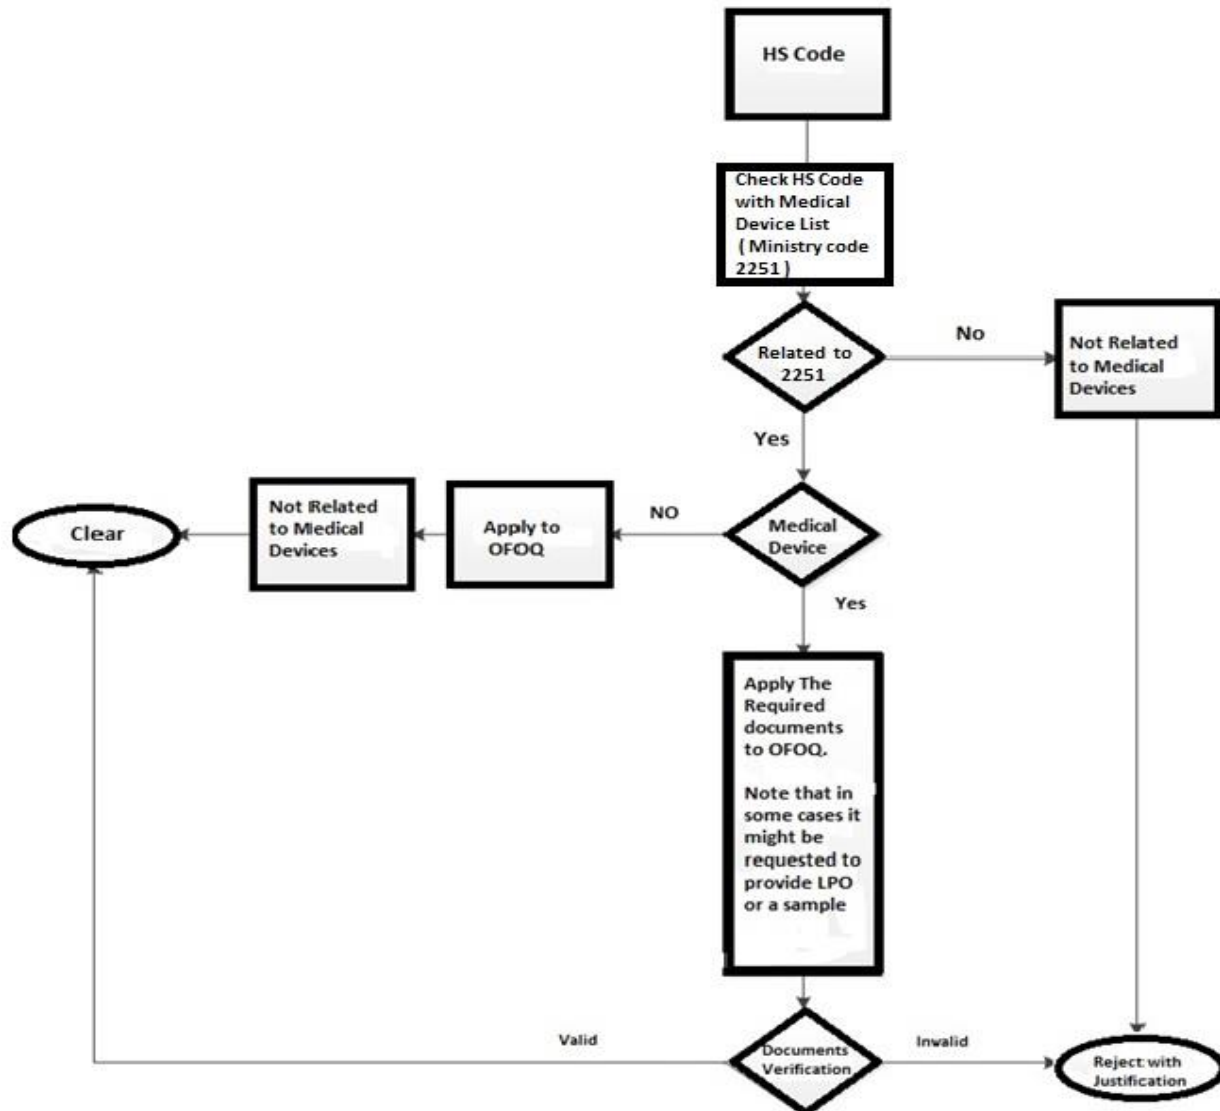 HS Code
Check HS Code
with Medical
Device List
( Ministry code
2251 )
Related to
2251
No
Not Related
to Medical
Devices
Yes
Medical
Device
NO
Apply to
OFOQ
Not Related
to Medical
Devices
Clear
Yes
Apply The
Required
documents
to OFOQ.
Note that in
some cases it
might be
requested to
provide LPO
or a sample
Documents
Verification
Valid
Invalid
Reject with
Justification